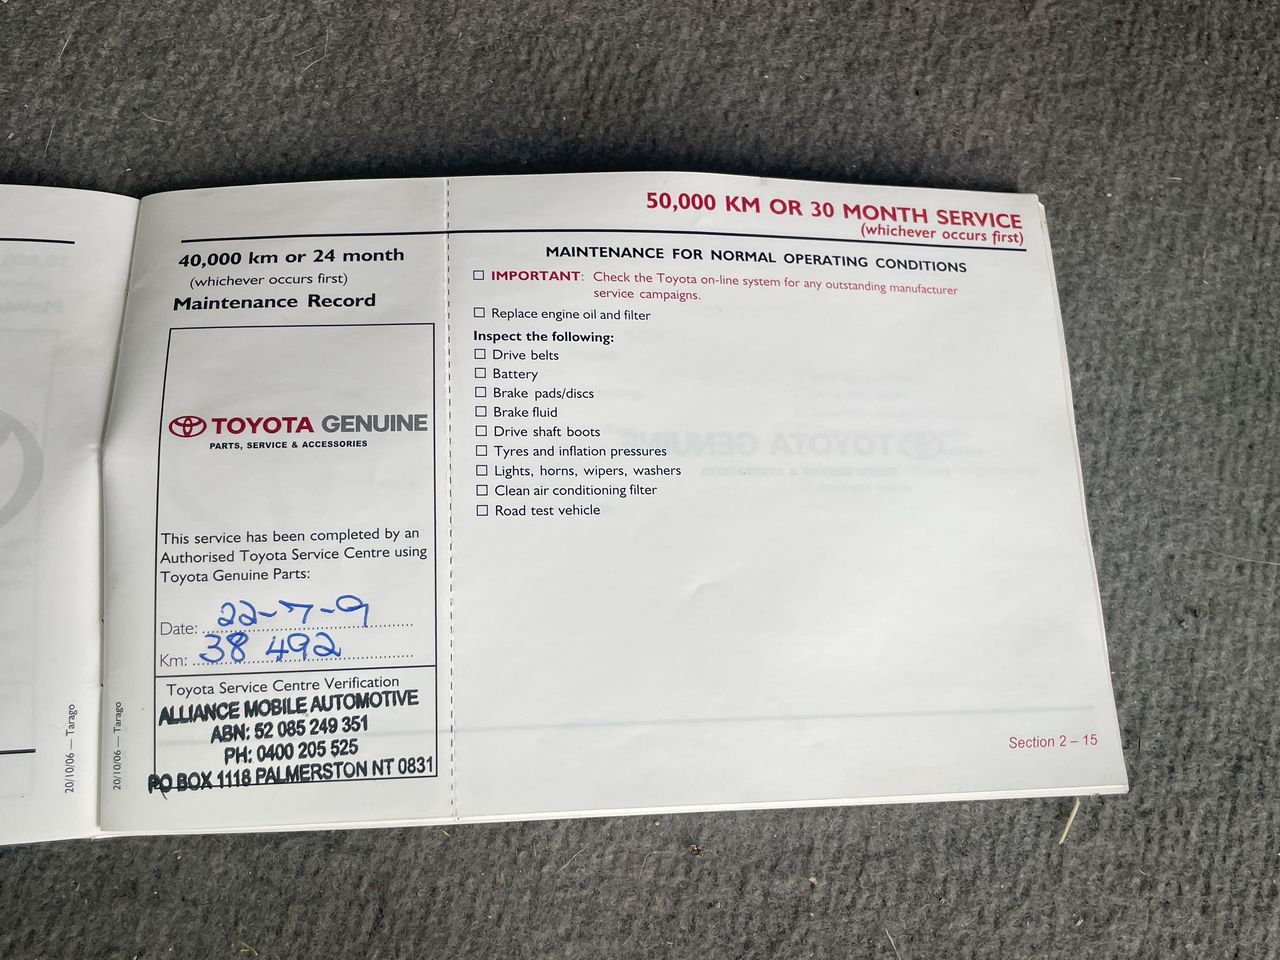 40,000 km or 24 month
(whichever occurs first)
Maintenance Record
TOYOTA GENUINE
PARTS, SERVICE & ACCESSORIES
This service has been completed by an
Authorised Toyota Service Centre using
Toyota Genuine Parts:
Date: 22-7-9
Km: 38 492
Toyota Service Centre Verification
ALLIANCE MOBILE AUTOMOTIVE
ABN: 52 085 249 351
PH: 0400 205 525
PO BOX 1118 PALMERSTON NT 0831
20/10/06 — Tarago
20/10/06 — Tarago
50,000 KM OR 30 MONTH SERVICE
(whichever occurs first)
MAINTENANCE FOR NORMAL OPERATING CONDITIONS
IMPORTANT: Check the Toyota on-line system for any outstanding manufacturer
service campaigns.
Replace engine oil and filter
Inspect the following:
Drive belts
Battery
Brake pads/discs
Brake fluid
Drive shaft boots
Tyres and inflation pressures
Lights, horns, wipers, washers
Clean air conditioning filter
Road test vehicle
Section 2 – 15